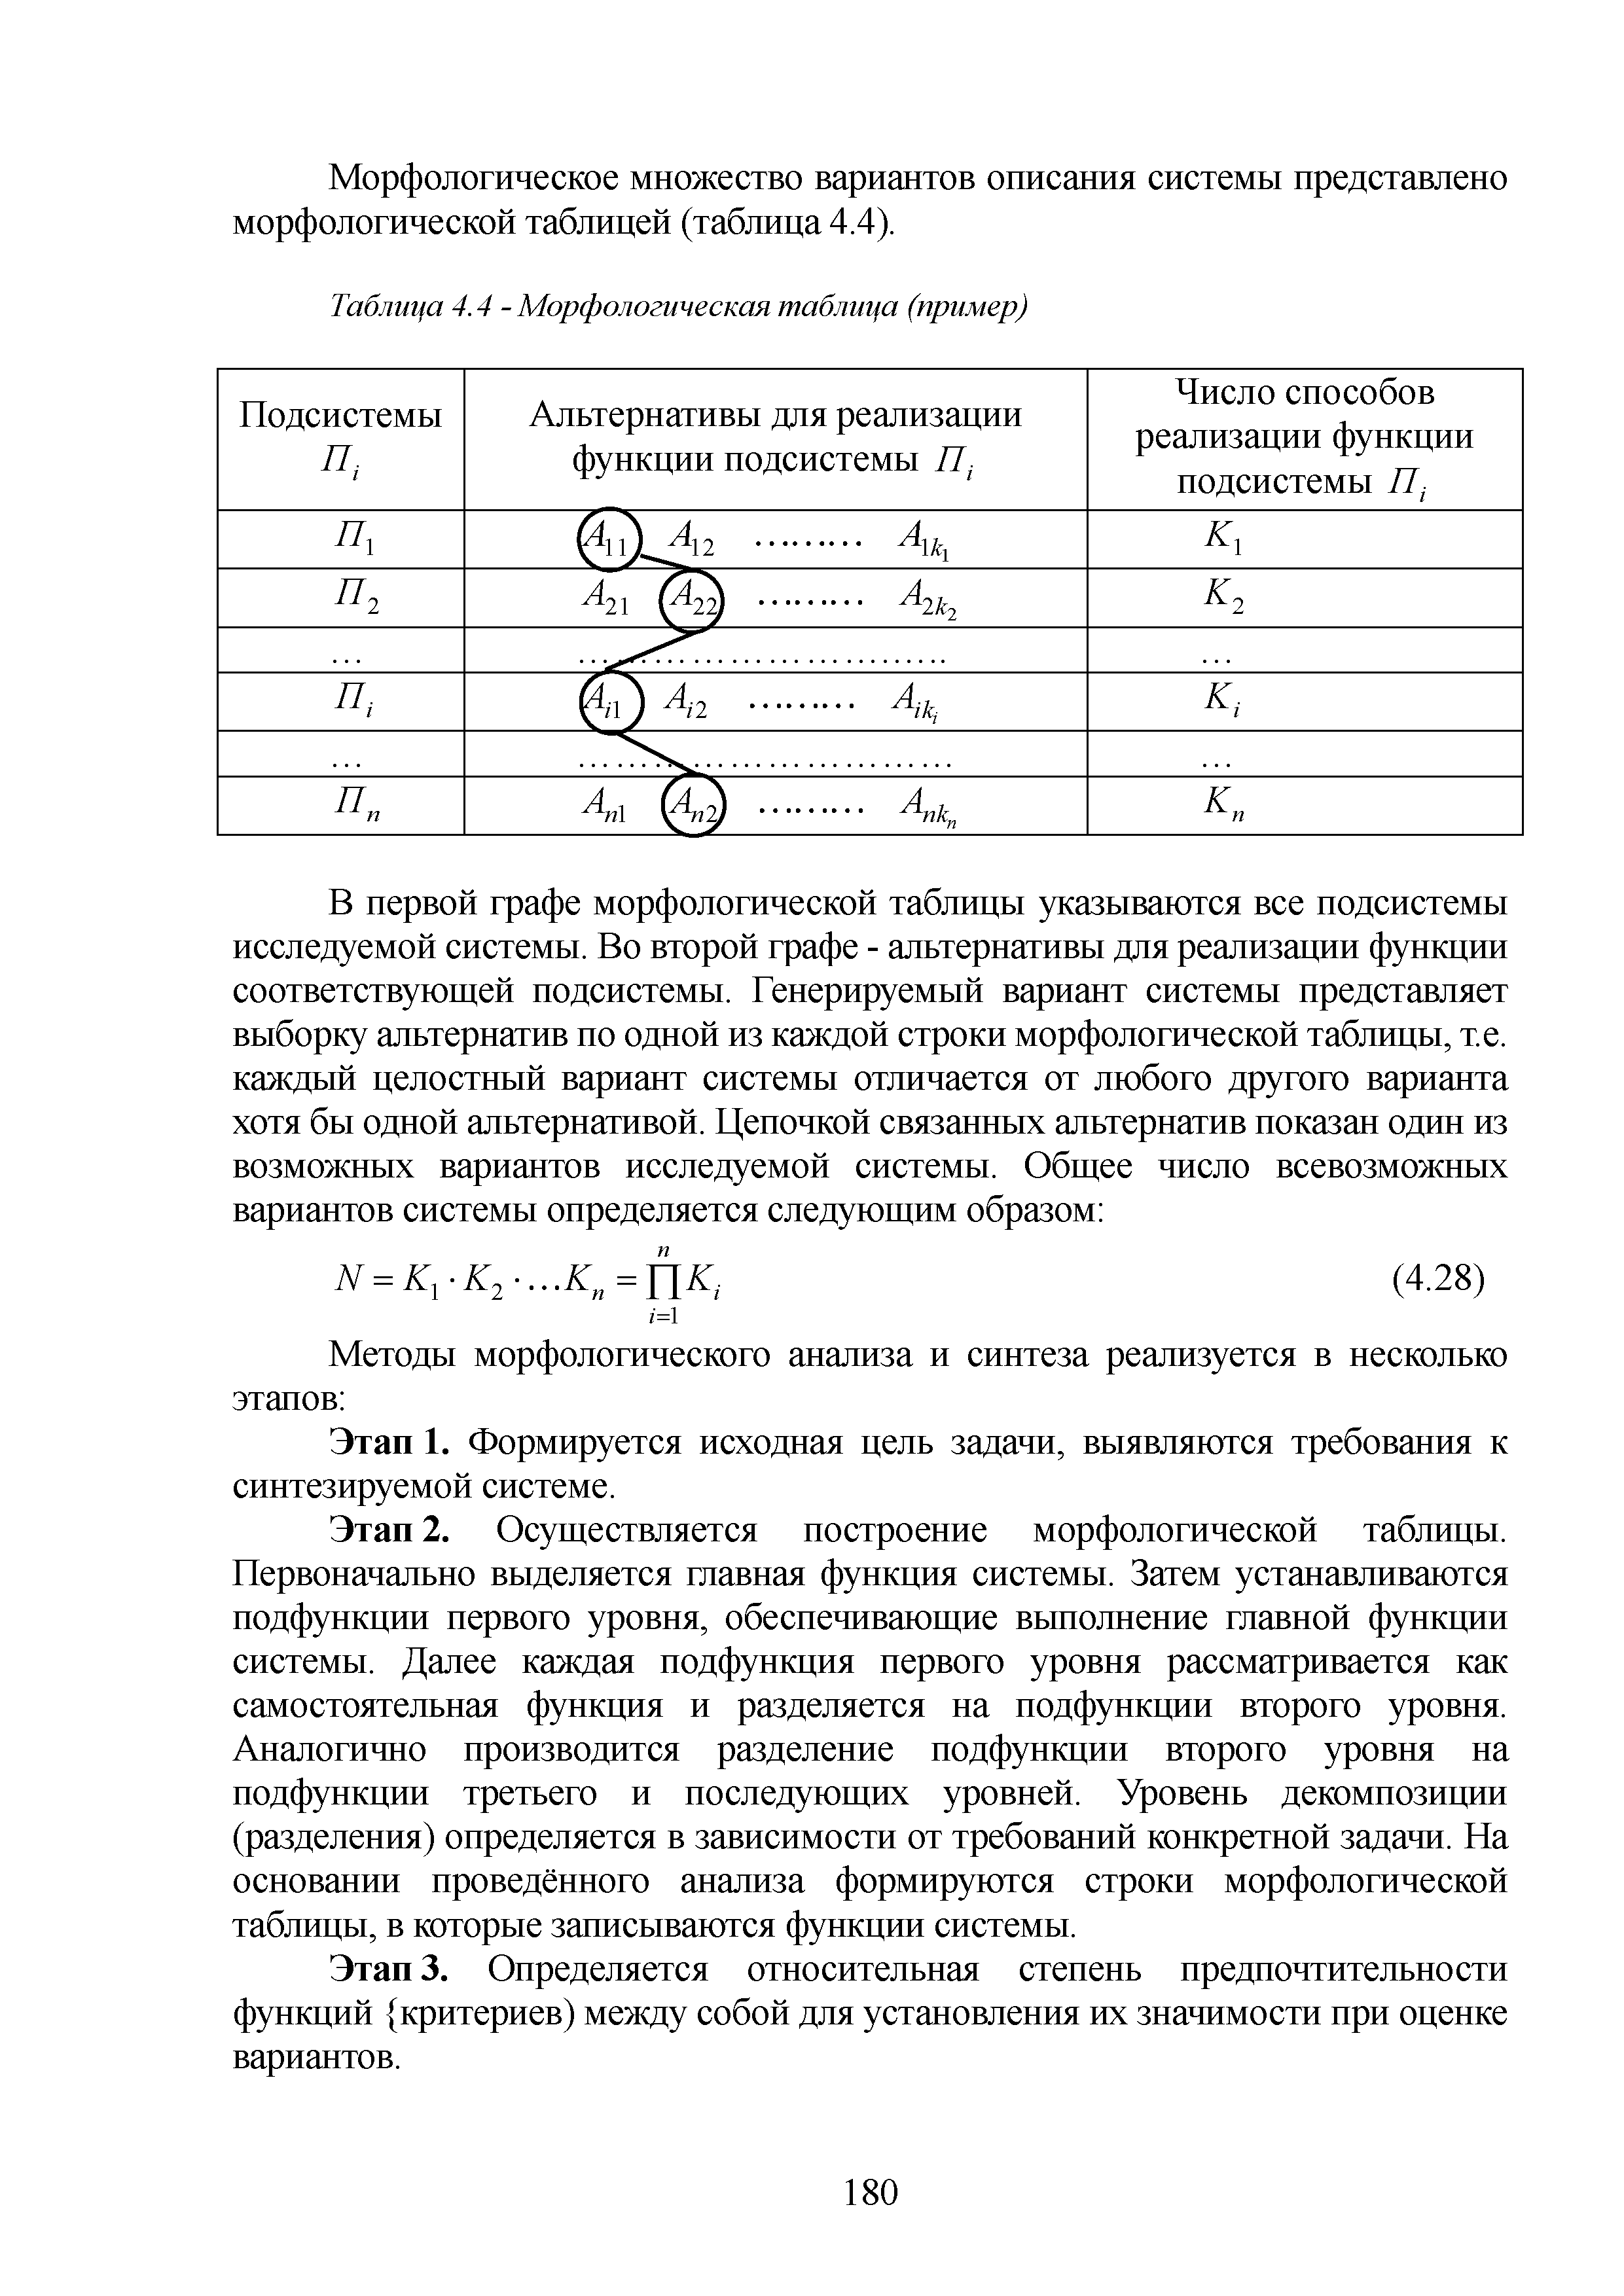 Морфологическое множество вариантов описания системы представлено
морфологической таблицей (таблица 4.4).
Таблица 4.4 - Морфологическая таблица (пример)
Подсистемы Пᵢ
Альтернативы для реализации
функции подсистемы Пᵢ
Число способов
реализации функции
подсистемы Пᵢ
П₁ A₁₁ A₁₂ ......... A₁ₖ₁ K₁
П₂ A₂₁ A₂₂ ......... A₂ₖ₂ K₂
... .............................. ...
Пᵢ Aᵢ₁ Aᵢ₂ ......... Aᵢₖᵢ Kᵢ
... .............................. ...
Пₙ Aₙ₁ Aₙ₂ ......... Aₙₖₙ Kₙ
В первой графе морфологической таблицы указываются все подсистемы
исследуемой системы. Во второй графе - альтернативы для реализации функции
соответствующей подсистемы. Генерируемый вариант системы представляет
выборку альтернатив по одной из каждой строки морфологической таблицы, т.е.
каждый целостный вариант системы отличается от любого другого варианта
хотя бы одной альтернативой. Цепочкой связанных альтернатив показан один из
возможных вариантов исследуемой системы. Общее число всевозможных
вариантов системы определяется следующим образом:
N = K₁ · K₂ · ...Kₙ = ∏ⁿᵢ₌₁ Kᵢ (4.28)
Методы морфологического анализа и синтеза реализуется в несколько
этапов:
Этап 1. Формируется исходная цель задачи, выявляются требования к
синтезируемой системе.
Этап 2. Осуществляется построение морфологической таблицы.
Первоначально выделяется главная функция системы. Затем устанавливаются
подфункции первого уровня, обеспечивающие выполнение главной функции
системы. Далее каждая подфункция первого уровня рассматривается как
самостоятельная функция и разделяется на подфункции второго уровня.
Аналогично производится разделение подфункции второго уровня на
подфункции третьего и последующих уровней. Уровень декомпозиции
(разделения) определяется в зависимости от требований конкретной задачи. На
основании проведённого анализа формируются строки морфологической
таблицы, в которые записываются функции системы.
Этап 3. Определяется относительная степень предпочтительности
функций {критериев) между собой для установления их значимости при оценке
вариантов.
180